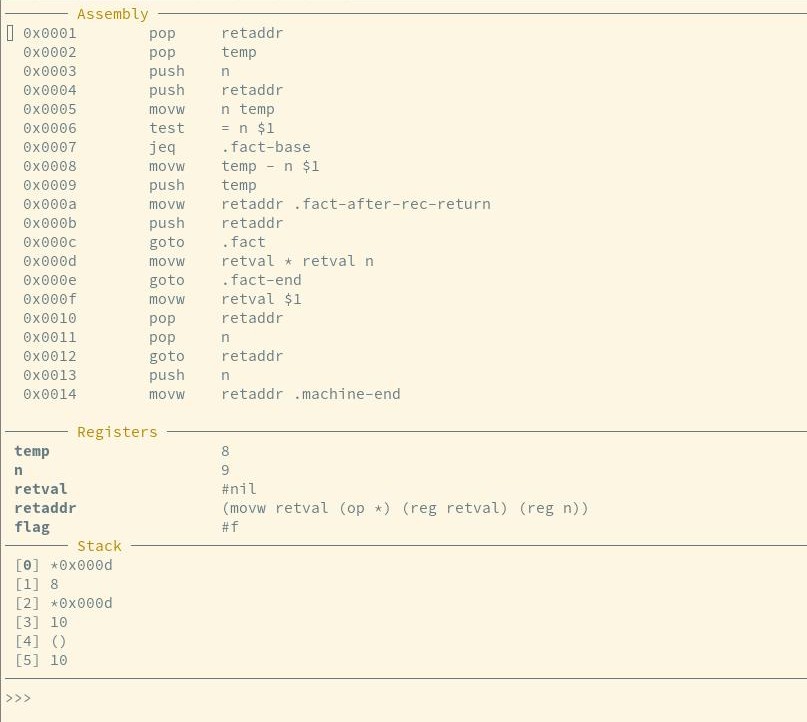 Assembly
0x0001 pop retaddr
0x0002 pop temp
0x0003 push n
0x0004 push retaddr
0x0005 movw n temp
0x0006 test = n $1
0x0007 jeq .fact-base
0x0008 movw temp - n $1
0x0009 push temp
0x000a movw retaddr .fact-after-rec-return
0x000b push retaddr
0x000c goto .fact
0x000d movw retval * retval n
0x000e goto .fact-end
0x000f movw retval $1
0x0010 pop retaddr
0x0011 pop n
0x0012 goto retaddr
0x0013 push n
0x0014 movw retaddr .machine-end
Registers
temp 8
n 9
retval #nil
retaddr (movw retval (op *) (reg retval) (reg n))
flag #f
Stack
[0] *0x000d
[1] 8
[2] *0x000d
[3] 10
[4] ()
[5] 10
>>>